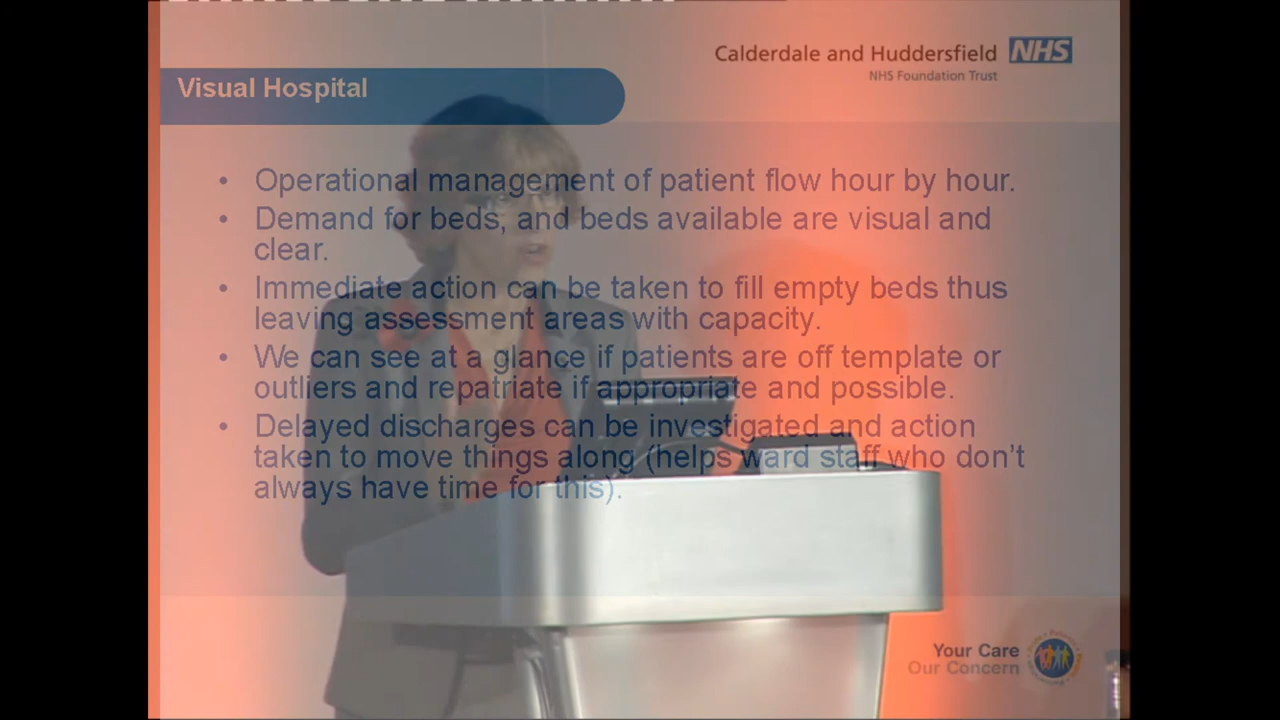 Calderdale and Huddersfield NHS
NHS Foundation Trust
Visual Hospital
• Operational management of patient flow hour by hour.
• Demand for beds, and beds available are visual and
clear.
• Immediate action can be taken to fill empty beds thus
leaving assessment areas with capacity.
• We can see at a glance if patients are off template or
outliers and repatriate if appropriate and possible.
• Delayed discharges can be investigated and action
taken to move things along (helps ward staff who don't
always have time for this).
Your Care
Our Concern